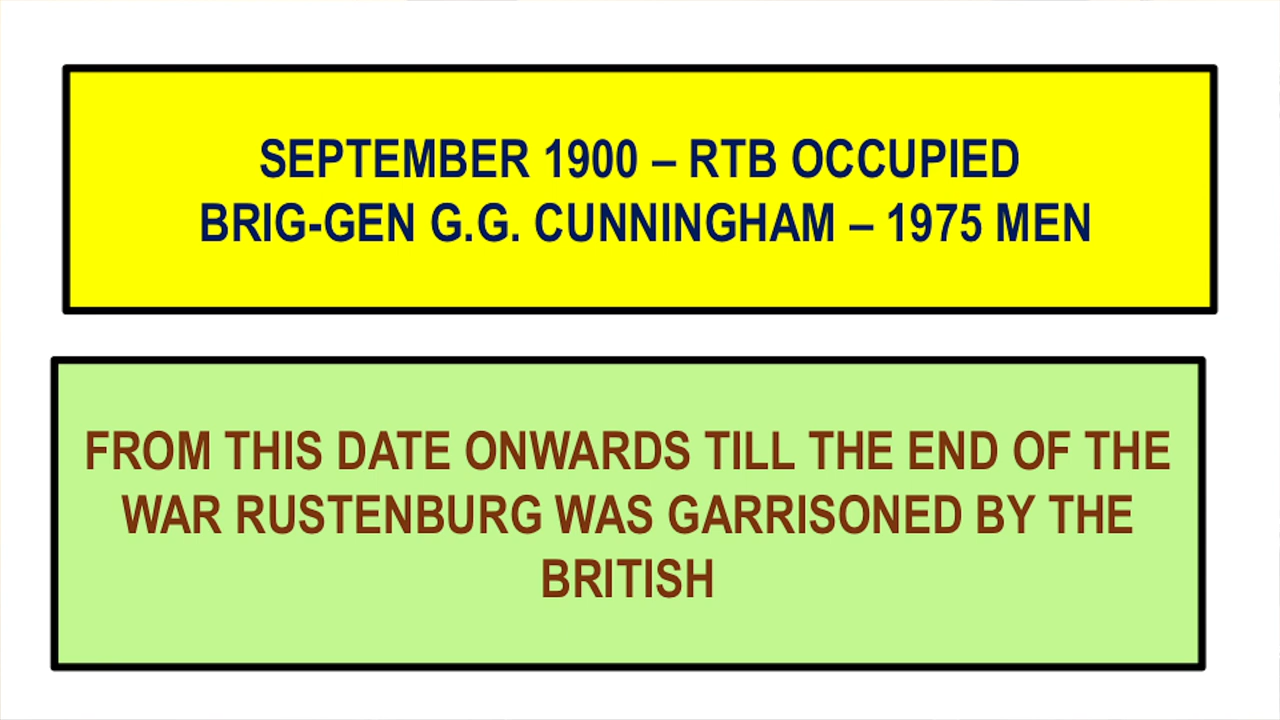 SEPTEMBER 1900 – RTB OCCUPIED
BRIG-GEN G.G. CUNNINGHAM – 1975 MEN
FROM THIS DATE ONWARDS TILL THE END OF THE
WAR RUSTENBURG WAS GARRISONED BY THE
BRITISH